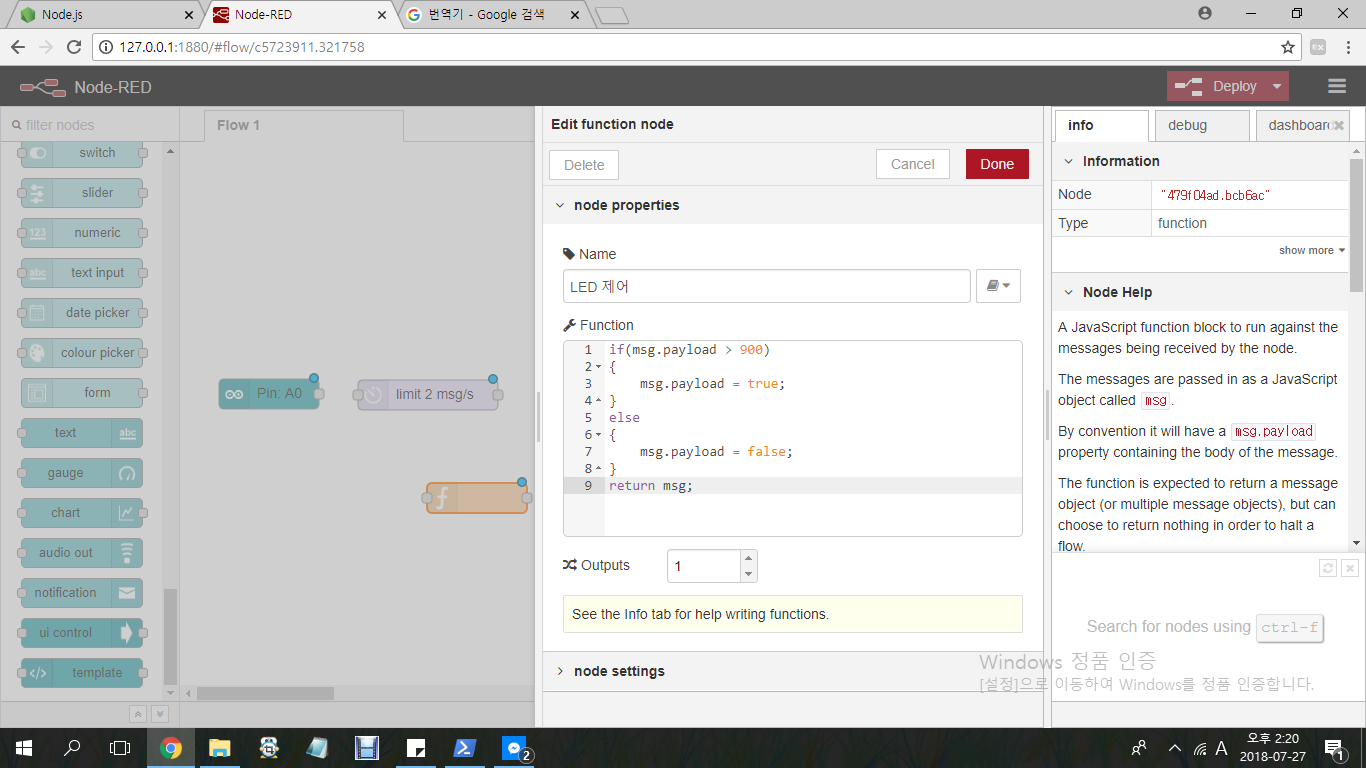 Node.js
Node-RED
번역기 - Google 검색
127.0.0.1:1880/#flow/c5723911.321758
Node-RED
Deploy
filter nodes
switch
slider
123 numeric
abc text input
date picker
colour picker
form
text abc
gauge
chart
audio out
notification
ui control
</> template
Flow 1
Pin: A0
limit 2 msg/s
f
Edit function node
Delete
Cancel
Done
node properties
Name
LED 제어
Function
1 if(msg.payload > 900)
2 {
3 msg.payload = true;
4 }
5 else
6 {
7 msg.payload = false;
8 }
9 return msg;
Outputs
1
See the Info tab for help writing functions.
node settings
info
debug
dashboard
Information
Node "479f04ad.bcb6ac"
Type function
show more
Node Help
A JavaScript function block to run against the
messages being received by the node.
The messages are passed in as a JavaScript
object called msg.
By convention it will have a msg.payload
property containing the body of the message.
The function is expected to return a message
object (or multiple message objects), but can
choose to return nothing in order to halt a
flow.
Search for nodes using ctrl-f
Windows 정품 인증
[설정]으로 이동하여 Windows를 정품 인증합니다.
2
A
오후 2:20
2018-07-27
1